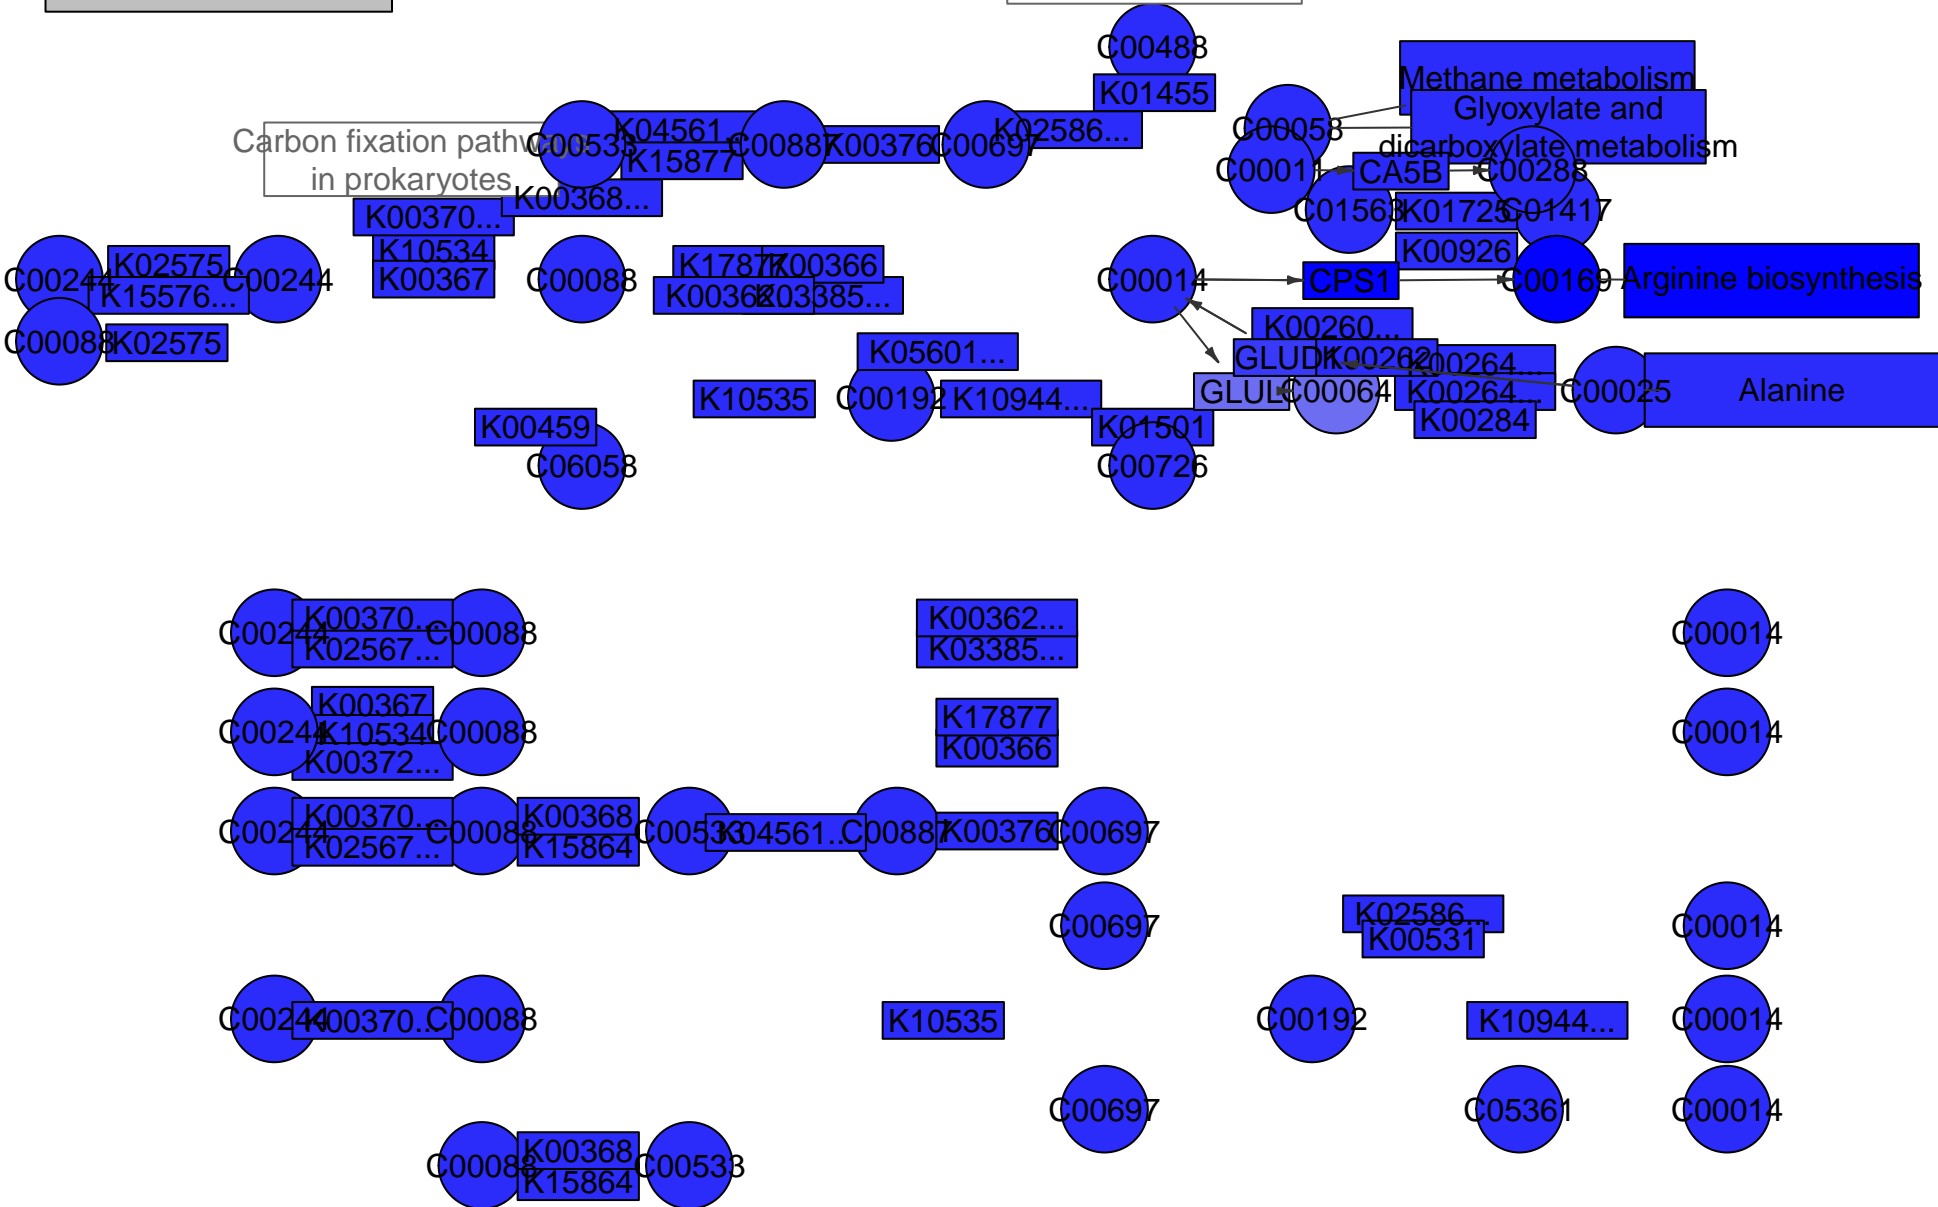 C00488
Methane metabolism
K01455
Glyoxylate and
dicarboxylate metabolism
Carbon fixation pathways
in prokaryotes
C00533
K04561...
K15877
C00887
K00376
C00697
K02586...
C00058
C00011
CA5B
C00288
K00368...
K00370...
C01563
K01725
C01417
K10534
K00367
K00926
C00244
K02575
K15576...
C00244
C00088
K17877
K00366
K00362...
K03385...
C00014
CPS1
C00169
Arginine biosynthesis
C00088
K02575
K00260...
K05601...
GLUD1
K00262
K00264...
K10535
C00192
K10944...
GLUL
C00064
K00264...
C00025
Alanine
K00459
K01501
K00284
C06058
C00726
C00244
K00370...
K02567...
C00088
K00362...
K03385...
C00014
C00244
K00367
K10534
K00372...
C00088
K17877
K00366
C00014
C00244
K00370...
K02567...
C00088
K00368
K15864
C00533
K04561...
C00887
K00376
C00697
C00697
K02586...
K00531
C00014
C00244
K00370...
C00088
K10535
C00192
K10944...
C00014
C00697
C05361
C00014
C00088
K00368
K15864
C00533